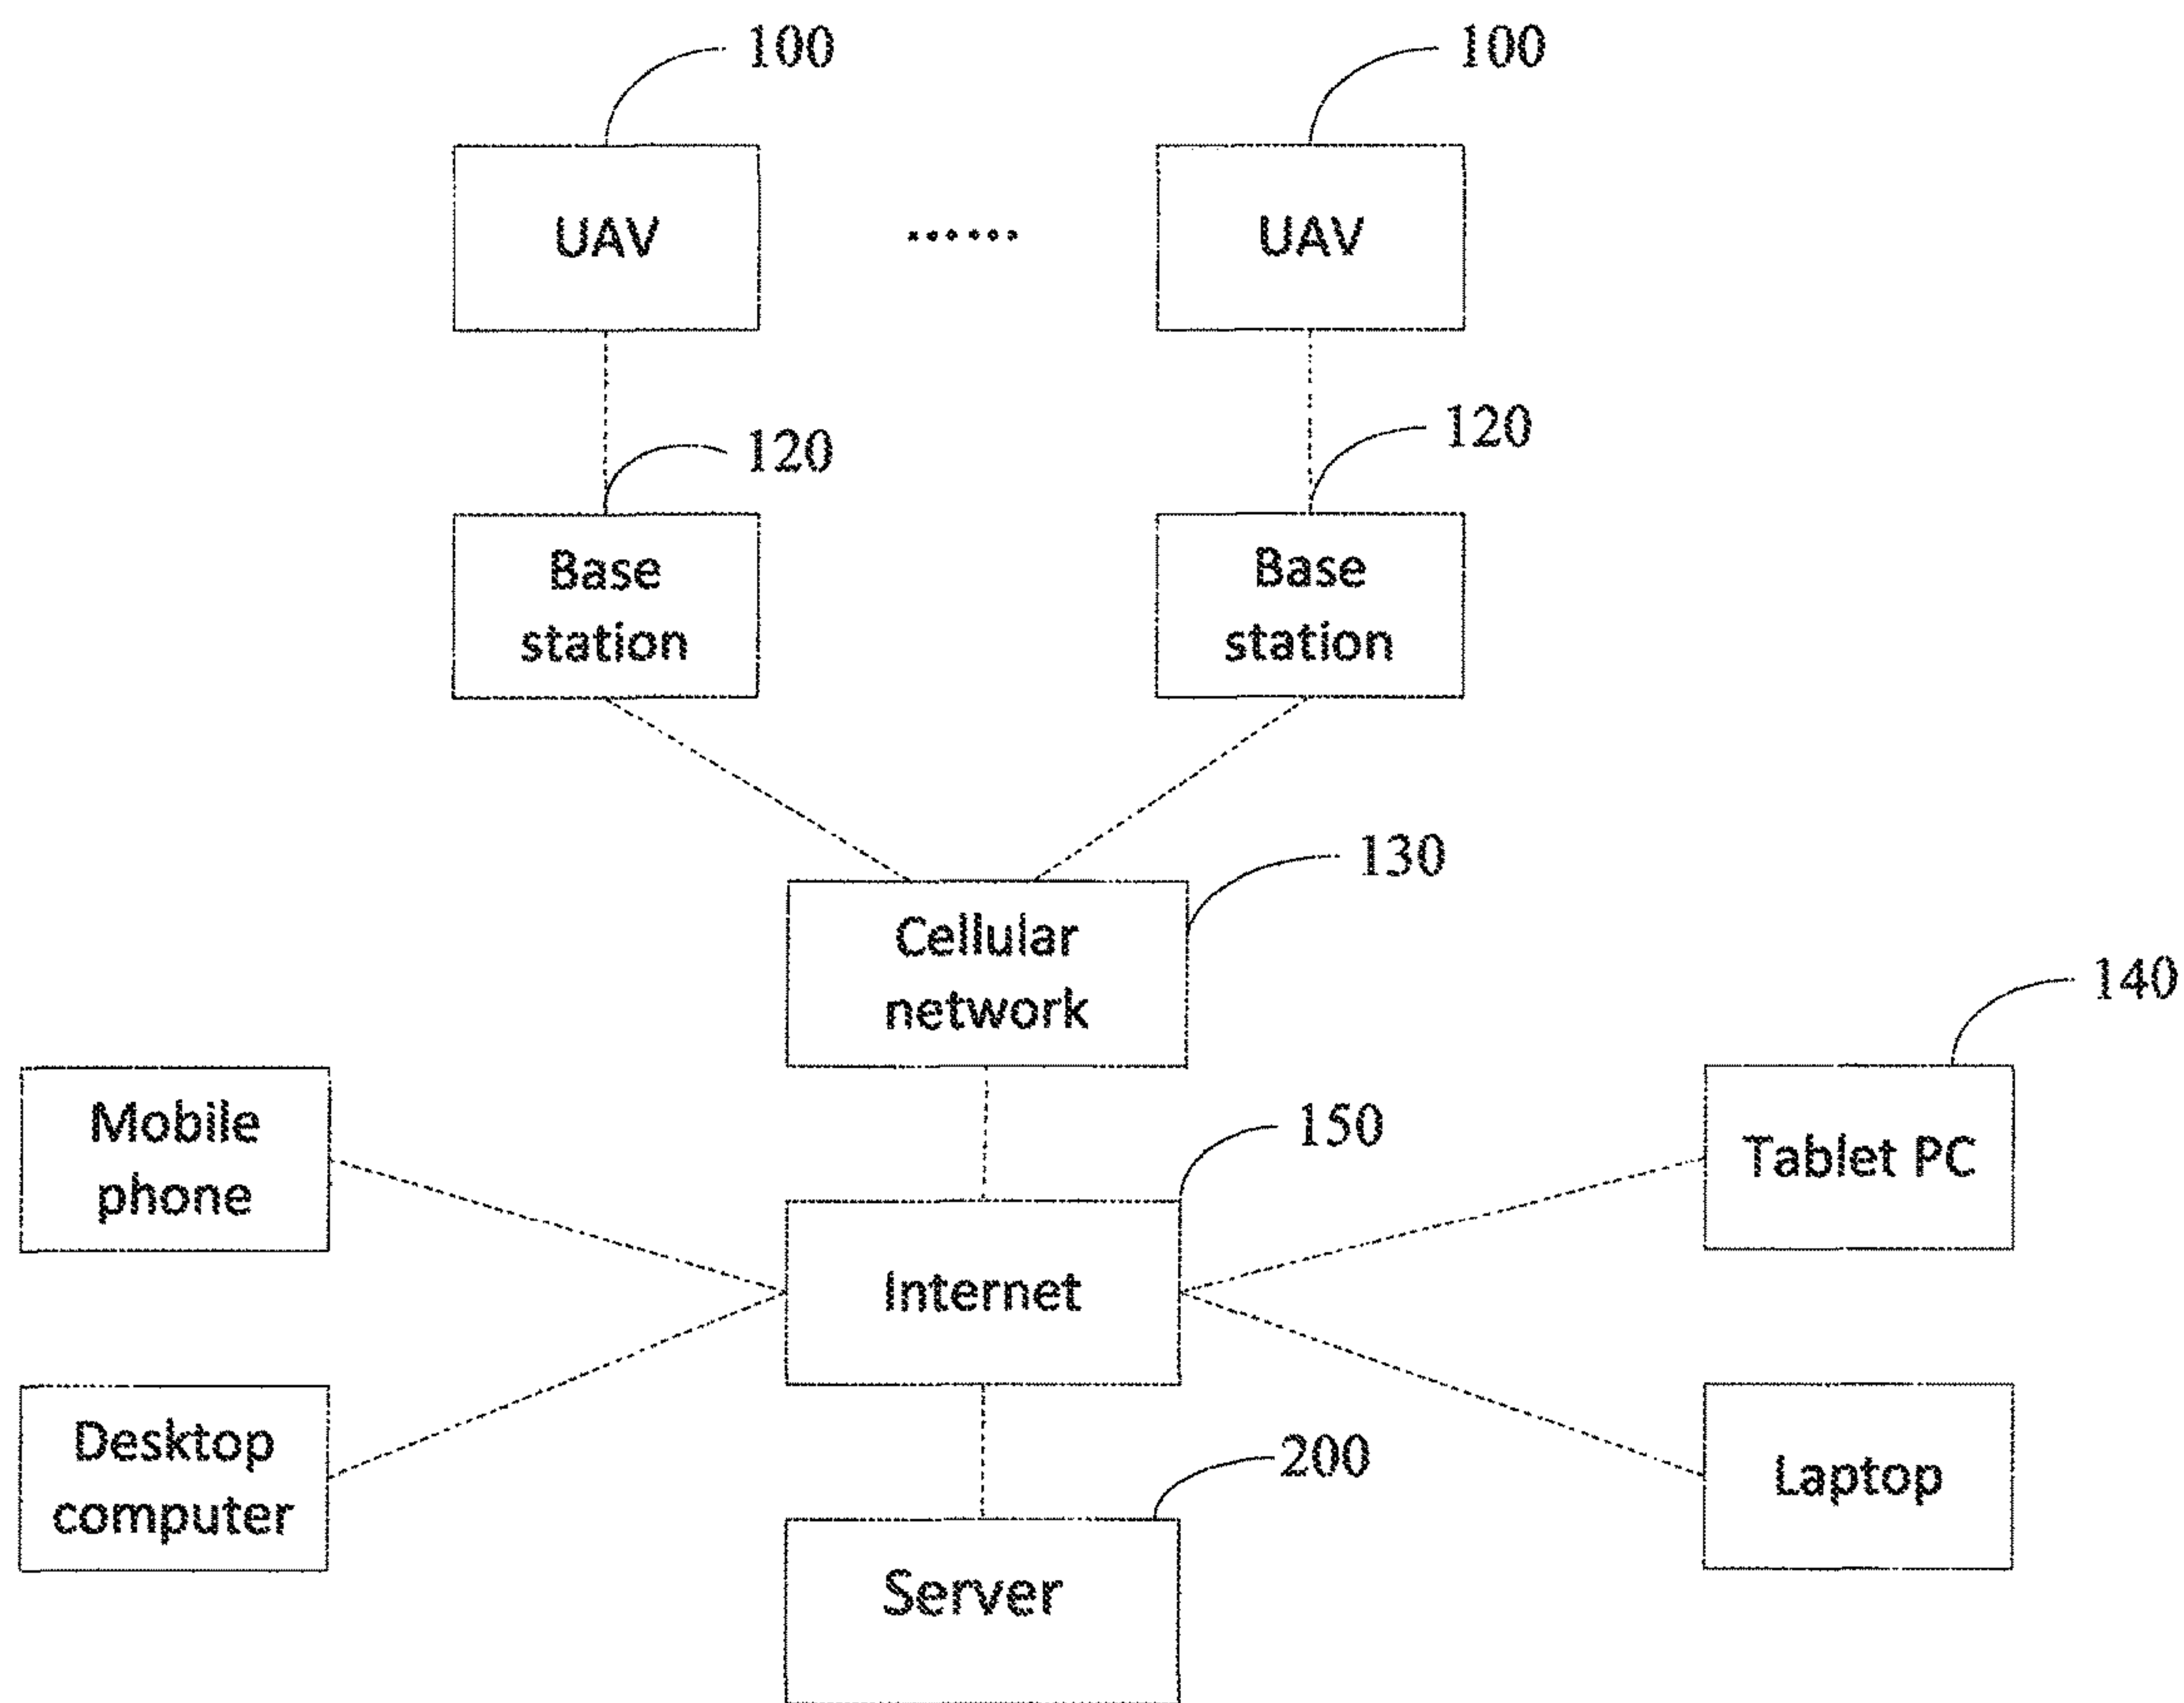 100
100
UAV
......
UAV
120
120
Base
station
Base
station
130
Cellular
network
140
Mobile
phone
150
Tablet PC
Internet
Desktop
computer
200
Laptop
Server